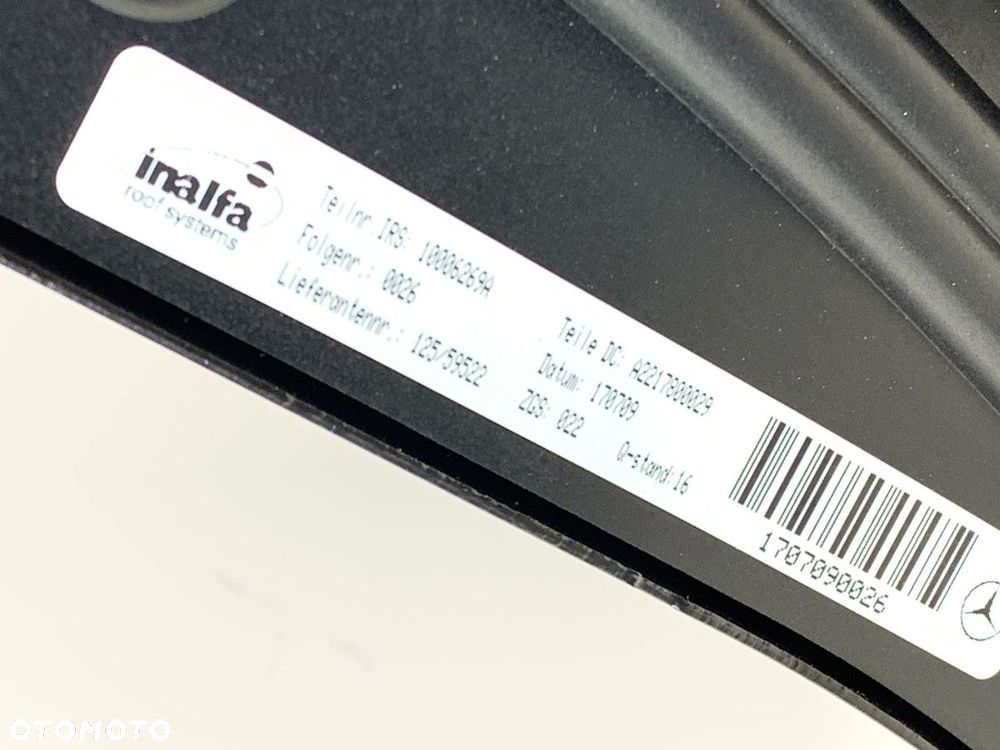 inalfa
roof systems
Teilnr.IRS: 10006269A
Folgenr.: 0026
Lieferantennr.: 125/59522
Teile DC: A2217800029
Datum: 170709
ZGS: 022
Q-stand:16
1707090026
OTOMOTO